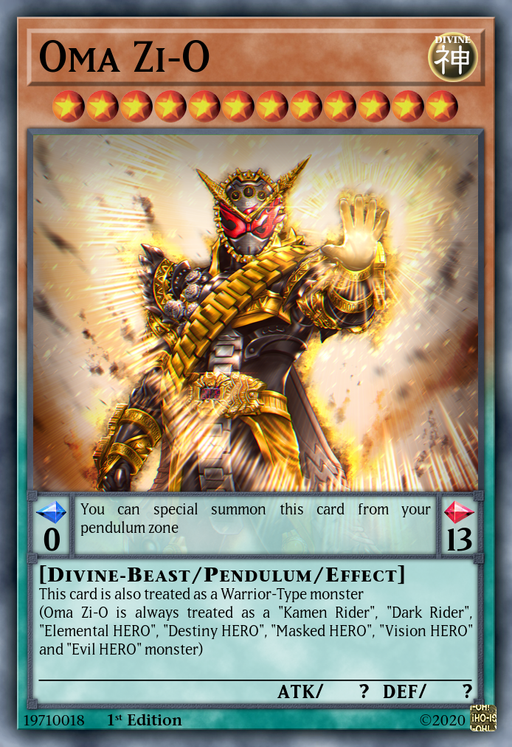 Oma Zi-O
DIVINE
神
You can special summon this card from your
pendulum zone
0
13
[Divine-Beast/Pendulum/Effect]
This card is also treated as a Warrior-Type monster
(Oma Zi-O is always treated as a "Kamen Rider", "Dark Rider",
"Elemental HERO", "Destiny HERO", "Masked HERO", "Vision HERO"
and "Evil HERO" monster)
ATK/ ? DEF/ ?
19710018 1st Edition ©2020